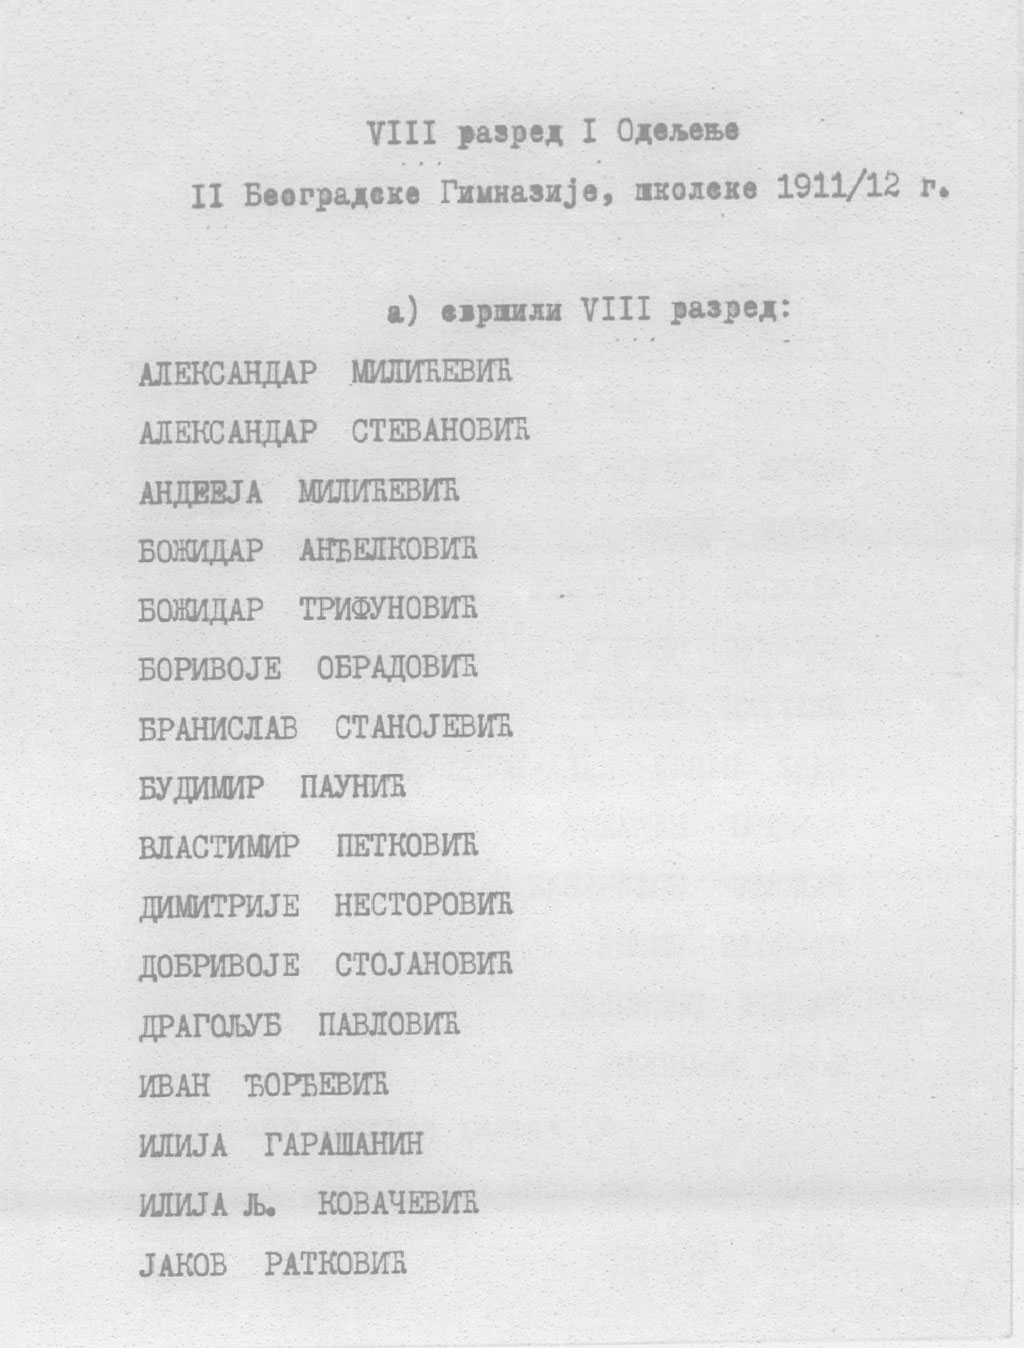 VIII разред I Одељење
II Београдске Гимназије, школске 1911/12 г.
а) свршили VIII разред:
АЛЕКСАНДАР МИЛИЋЕВИЋ
АЛЕКСАНДАР СТЕВАНОВИЋ
АНДРЕЈА МИЛИЋЕВИЋ
БОЖИДАР АНЂЕЛКОВИЋ
БОЖИДАР ТРИФУНОВИЋ
БОРИВОЈЕ ОБРАДОВИЋ
БРАНИСЛАВ СТАНОЈЕВИЋ
БУДИМИР ПАУНИЋ
ВЛАСТИМИР ПЕТКОВИЋ
ДИМИТРИЈЕ НЕСТОРОВИЋ
ДОБРИВОЈЕ СТОЈАНОВИЋ
ДРАГОЉУБ ПАВЛОВИЋ
ИВАН ЂОРЂЕВИЋ
ИЛИЈА ГАРАШАНИН
ИЛИЈА Љ. КОВАЧЕВИЋ
ЈАКОВ РАТКОВИЋ